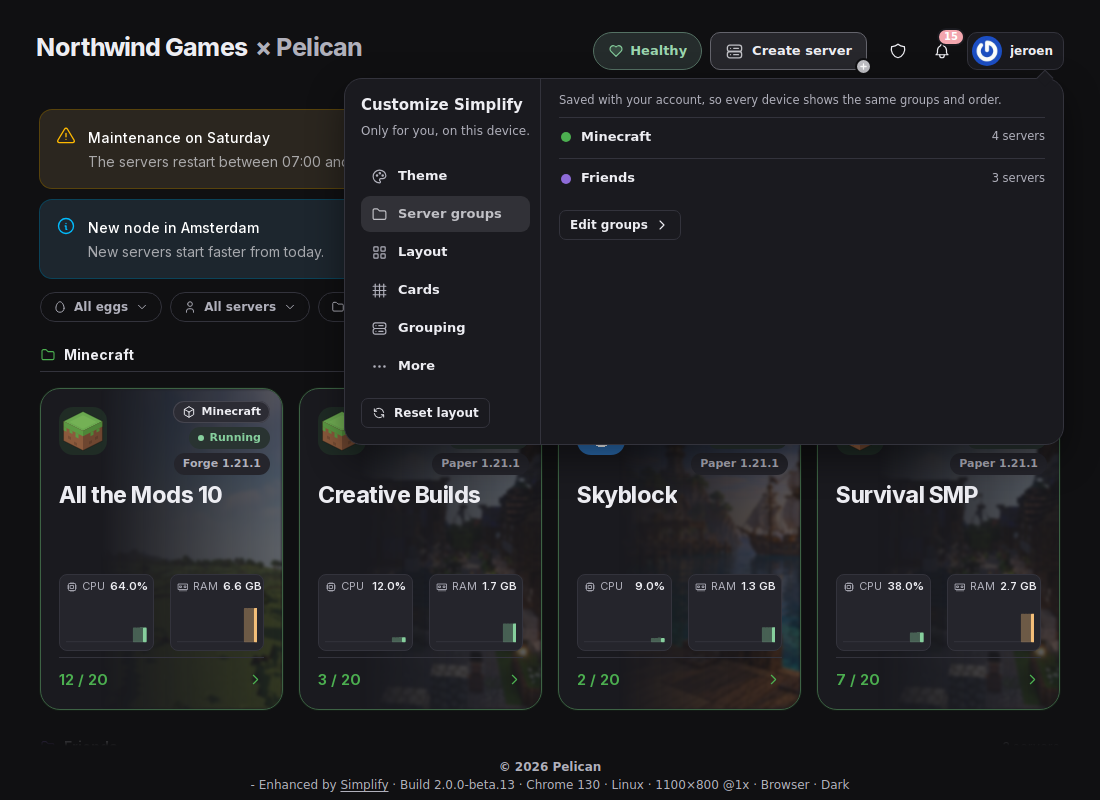 Northwind Games × Pelican
Healthy
Create server
15
jeroen
Customize Simplify
Only for you, on this device.
Theme
Server groups
Layout
Cards
Grouping
More
Reset layout
Saved with your account, so every device shows the same groups and order.
Minecraft 4 servers
Friends 3 servers
Edit groups
Maintenance on Saturday
The servers restart between 07:00 and
New node in Amsterdam
New servers start faster from today.
All eggs
All servers
Minecraft
Minecraft
Running
Forge 1.21.1
All the Mods 10
CPU 64.0%
RAM 6.6 GB
12 / 20
Paper 1.21.1
Creative Builds
CPU 12.0%
RAM 1.7 GB
3 / 20
Paper 1.21.1
Skyblock
CPU 9.0%
RAM 1.3 GB
2 / 20
Paper 1.21.1
Survival SMP
CPU 38.0%
RAM 2.7 GB
7 / 20
Friends
© 2026 Pelican
- Enhanced by Simplify · Build 2.0.0-beta.13 · Chrome 130 · Linux · 1100×800 @1x · Browser · Dark